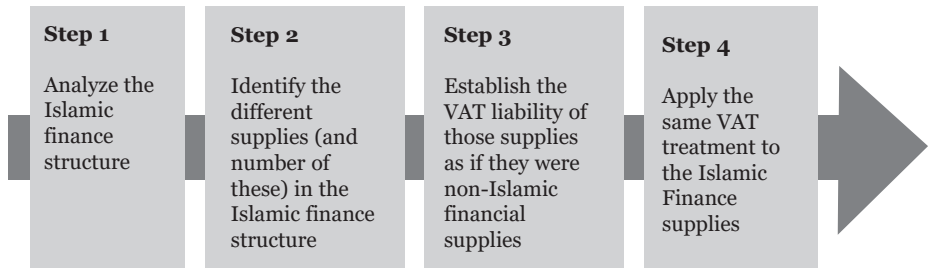 Step 1
Analyze the
Islamic
finance
structure
Step 2
Identify the
different
supplies (and
number of
these) in the
Islamic finance
structure
Step 3
Establish the
VAT liability of
those supplies
as if they were
non-Islamic
financial
supplies
Step 4
Apply the
same VAT
treatment to
the Islamic
Finance
supplies